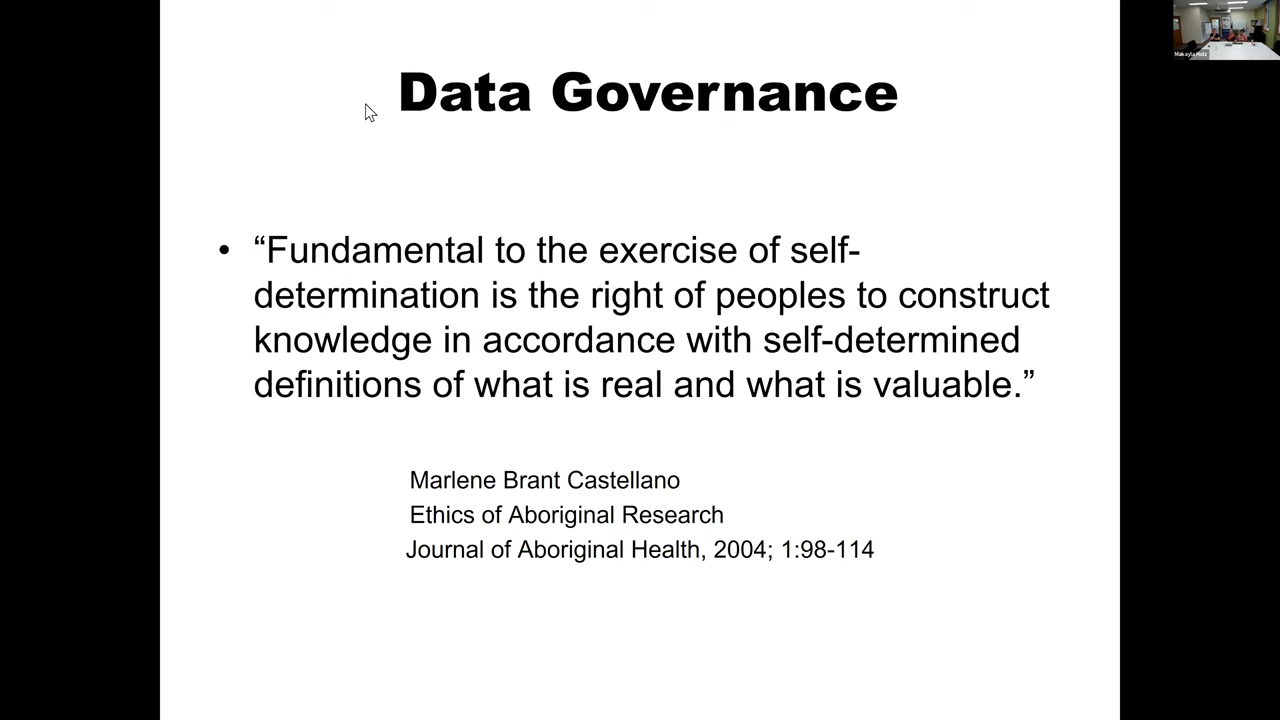 Data Governance
• “Fundamental to the exercise of self-
determination is the right of peoples to construct
knowledge in accordance with self-determined
definitions of what is real and what is valuable.”
Marlene Brant Castellano
Ethics of Aboriginal Research
Journal of Aboriginal Health, 2004; 1:98-114
Makayla Holz